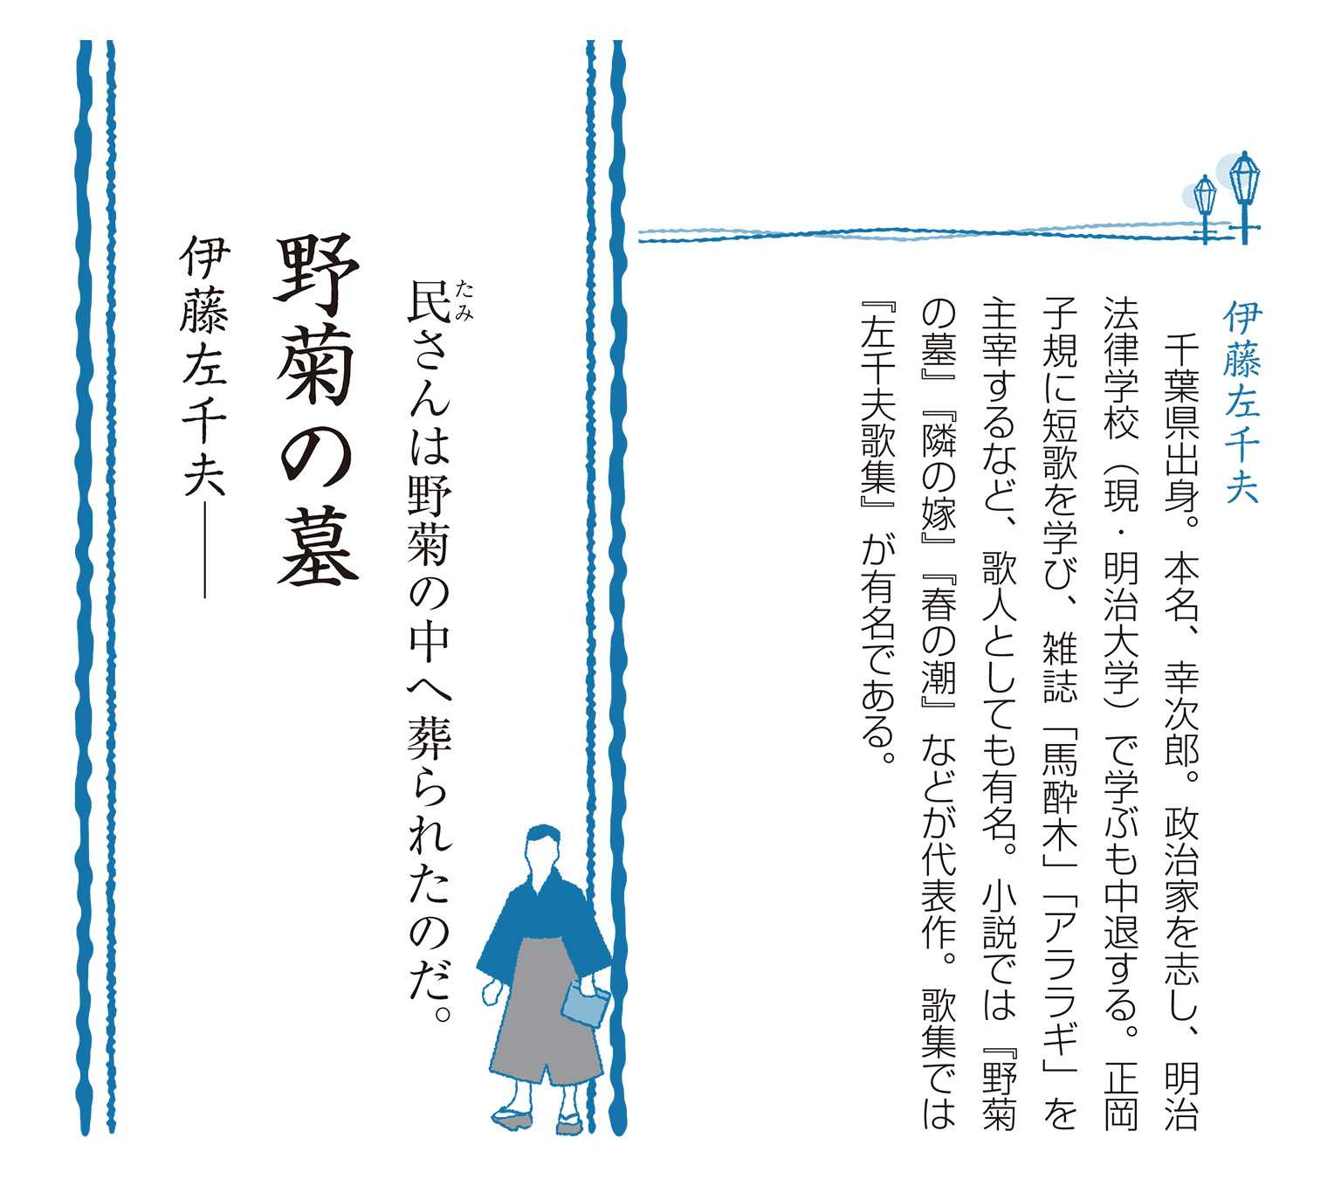 伊藤左千夫
千葉県出身。本名、幸次郎。政治家を志し、明治
法律学校（現・明治大学）で学ぶも中退する。正岡
子規に短歌を学び、雑誌「馬酔木」「アララギ」を
主宰するなど、歌人としても有名。小説では『野菊
の墓』『隣の嫁』『春の潮』などが代表作。歌集では
『左千夫歌集』が有名である。
たみ
民さんは野菊の中へ葬られたのだ。
野菊の墓
伊藤左千夫――